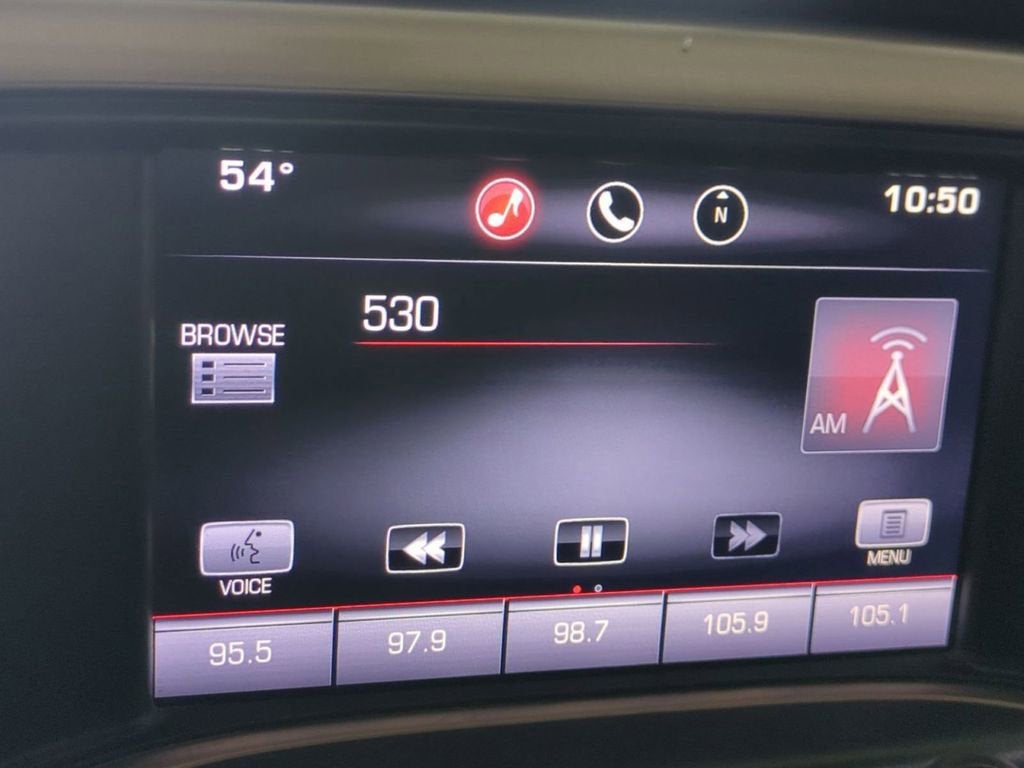 54°
N
10:50
530
BROWSE
AM
VOICE
MENU
95.5
97.9
98.7
105.9
105.1